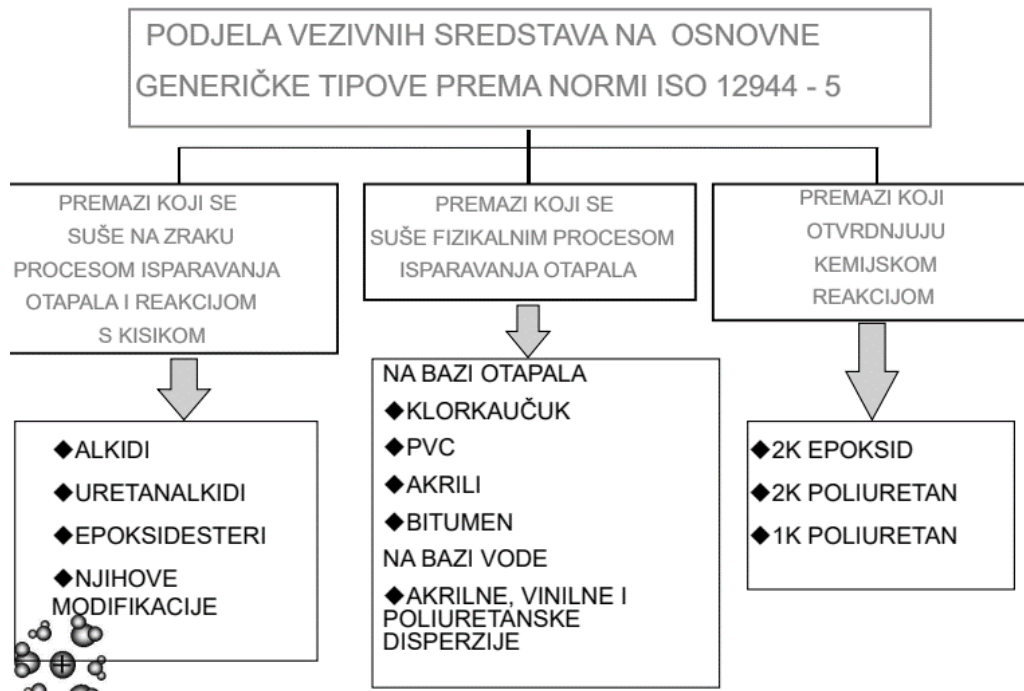 PODJELA VEZIVNIH SREDSTAVA NA OSNOVNE
GENERIČKE TIPOVE PREMA NORMI ISO 12944 - 5
PREMAZI KOJI SE
SUŠE NA ZRAKU
PROCESOM ISPARAVANJA
OTAPALA I REAKCIJOM
S KISIKOM
◆ALKIDI
◆URETANALKIDI
◆EPOKSIDESTERI
◆NJIHOVE
MODIFIKACIJE
PREMAZI KOJI SE
SUŠE FIZIKALNIM PROCESOM
ISPARAVANJA OTAPALA
NA BAZI OTAPALA
◆KLORKAUČUK
◆PVC
◆AKRILI
◆BITUMEN
NA BAZI VODE
◆AKRILNE, VINILNE I
POLIURETANSKE
DISPERZIJE
PREMAZI KOJI
OTVRDNJUJU
KEMIJSKOM
REAKCIJOM
◆2K EPOKSID
◆2K POLIURETAN
◆1K POLIURETAN